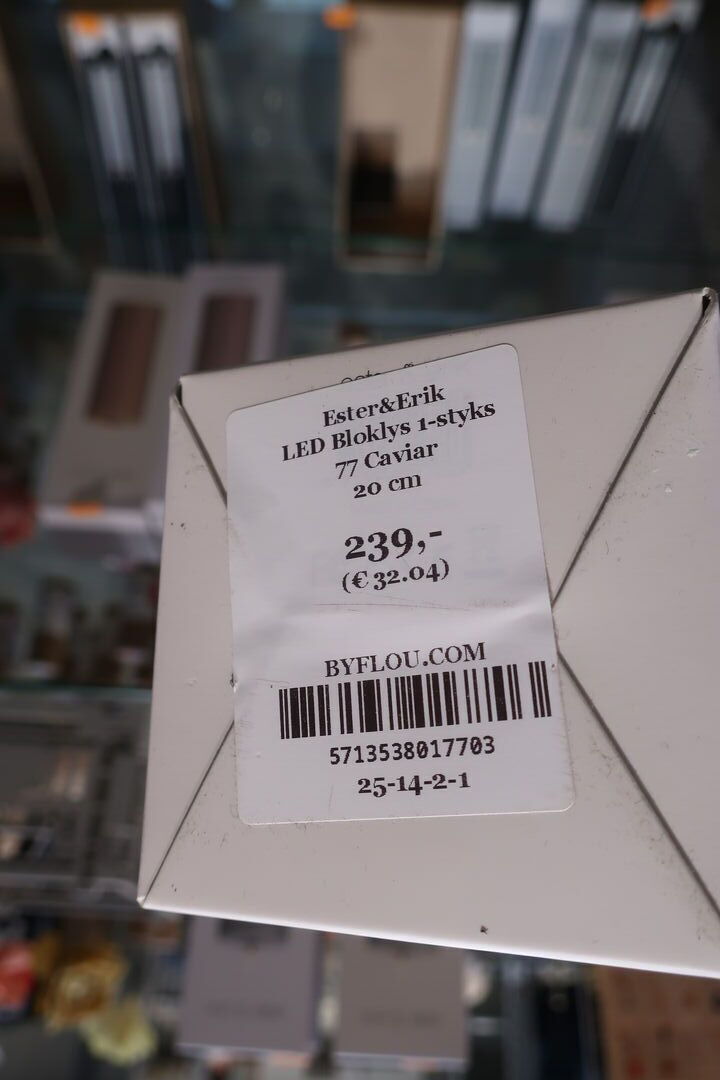 Ester&Erik
LED Bloklys 1-styks
77 Caviar
20 cm
239,-
(€ 32.04)
BYFLOU.COM
5713538017703
25-14-2-1